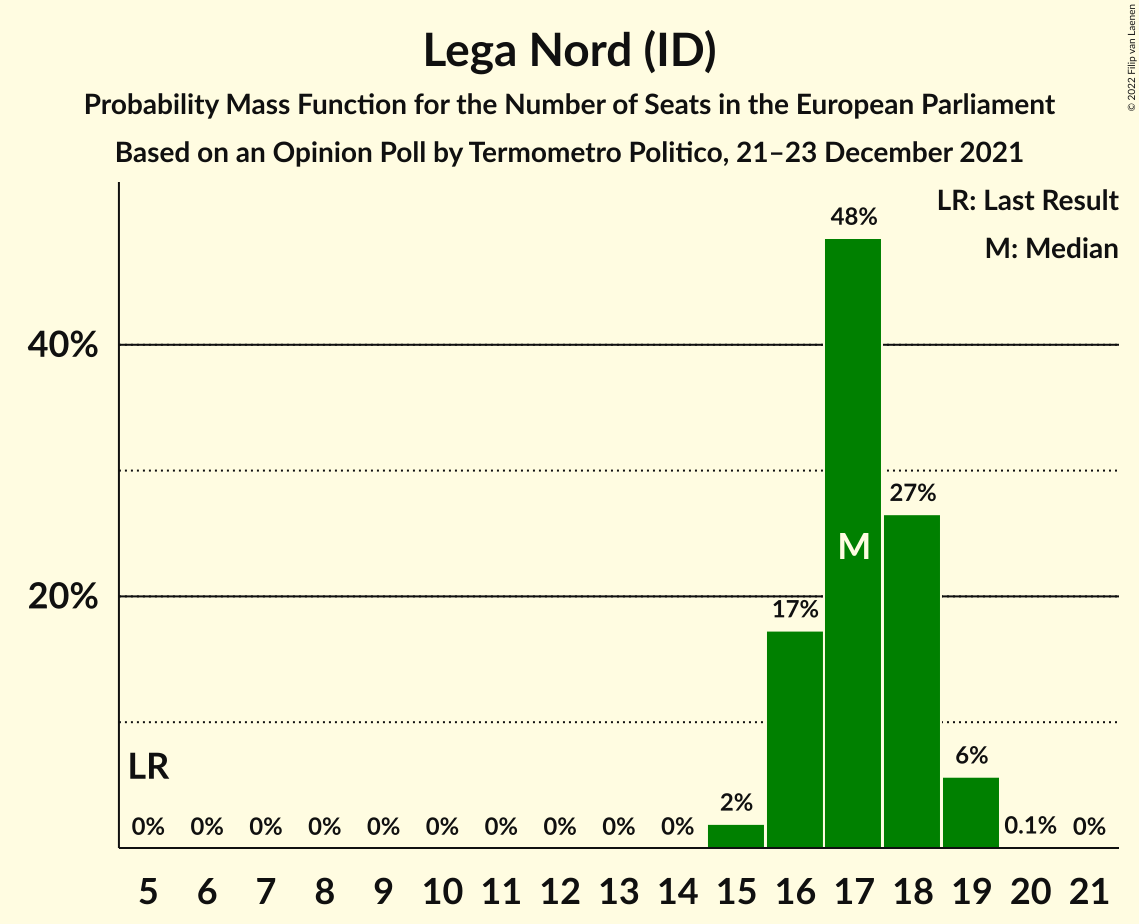 Lega Nord (ID)
Probability Mass Function for the Number of Seats in the European Parliament
Based on an Opinion Poll by Termometro Politico, 21–23 December 2021
© 2022 Filip van Laenen
LR: Last Result
M: Median
48%
40%
27%
M
20%
17%
6%
LR
2%
0% 0% 0% 0% 0% 0% 0% 0% 0% 0% 0.1% 0%
5 6 7 8 9 10 11 12 13 14 15 16 17 18 19 20 21